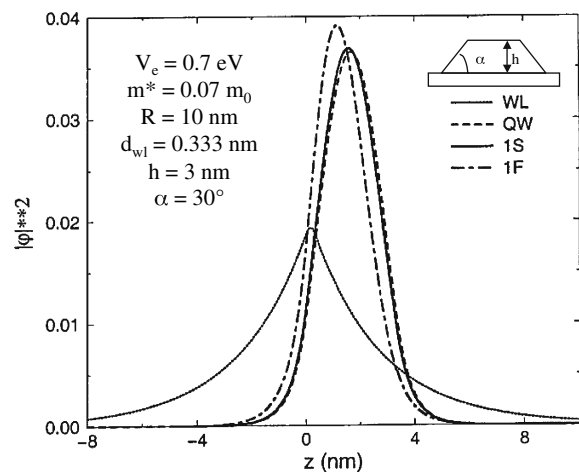 0.04
0.03
0.02
0.01
0.00
|φ|**2
V_e = 0.7 eV
m* = 0.07 m_0
R = 10 nm
d_wl = 0.333 nm
h = 3 nm
α = 30°
α h
WL
QW
1S
1F
-8 -4 0 4 8
z (nm)